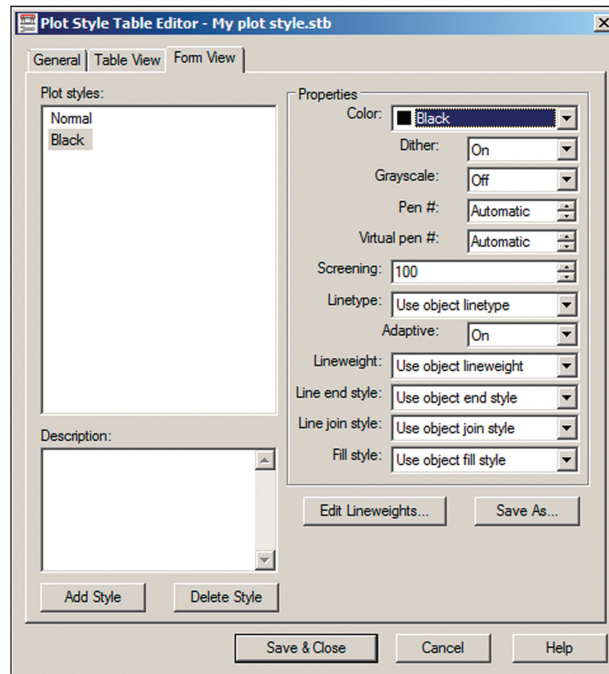 Plot Style Table Editor - My plot style.stb
General Table View Form View
Plot styles:
Normal
Black
Description:
Add Style Delete Style
Properties
Color: Black
Dither: On
Grayscale: Off
Pen #: Automatic
Virtual pen #: Automatic
Screening: 100
Linetype: Use object linetype
Adaptive: On
Lineweight: Use object lineweight
Line end style: Use object end style
Line join style: Use object join style
Fill style: Use object fill style
Edit Lineweights... Save As...
Save & Close Cancel Help